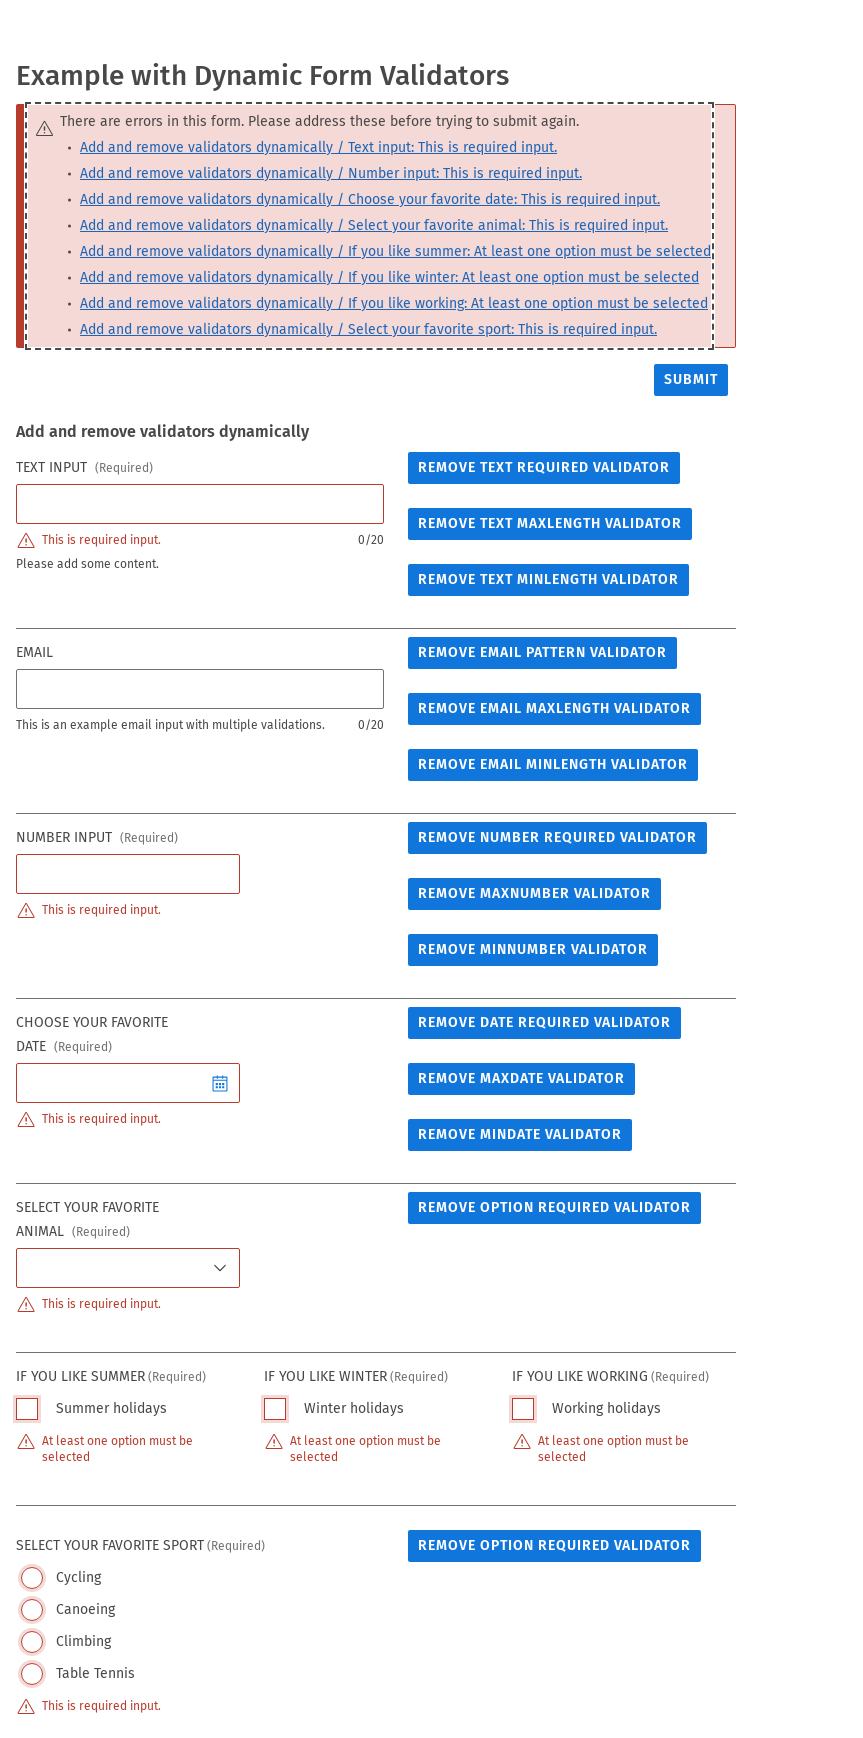 Example with Dynamic Form Validators
There are errors in this form. Please address these before trying to submit again.
• Add and remove validators dynamically / Text input: This is required input.
• Add and remove validators dynamically / Number input: This is required input.
• Add and remove validators dynamically / Choose your favorite date: This is required input.
• Add and remove validators dynamically / Select your favorite animal: This is required input.
• Add and remove validators dynamically / If you like summer: At least one option must be selected
• Add and remove validators dynamically / If you like winter: At least one option must be selected
• Add and remove validators dynamically / If you like working: At least one option must be selected
• Add and remove validators dynamically / Select your favorite sport: This is required input.
SUBMIT
Add and remove validators dynamically
TEXT INPUT (Required)
This is required input. 0/20
Please add some content.
REMOVE TEXT REQUIRED VALIDATOR
REMOVE TEXT MAXLENGTH VALIDATOR
REMOVE TEXT MINLENGTH VALIDATOR
EMAIL
This is an example email input with multiple validations. 0/20
REMOVE EMAIL PATTERN VALIDATOR
REMOVE EMAIL MAXLENGTH VALIDATOR
REMOVE EMAIL MINLENGTH VALIDATOR
NUMBER INPUT (Required)
This is required input.
REMOVE NUMBER REQUIRED VALIDATOR
REMOVE MAXNUMBER VALIDATOR
REMOVE MINNUMBER VALIDATOR
CHOOSE YOUR FAVORITE
DATE (Required)
This is required input.
REMOVE DATE REQUIRED VALIDATOR
REMOVE MAXDATE VALIDATOR
REMOVE MINDATE VALIDATOR
SELECT YOUR FAVORITE
ANIMAL (Required)
This is required input.
REMOVE OPTION REQUIRED VALIDATOR
IF YOU LIKE SUMMER (Required)
Summer holidays
At least one option must be
selected
IF YOU LIKE WINTER (Required)
Winter holidays
At least one option must be
selected
IF YOU LIKE WORKING (Required)
Working holidays
At least one option must be
selected
SELECT YOUR FAVORITE SPORT (Required)
Cycling
Canoeing
Climbing
Table Tennis
This is required input.
REMOVE OPTION REQUIRED VALIDATOR